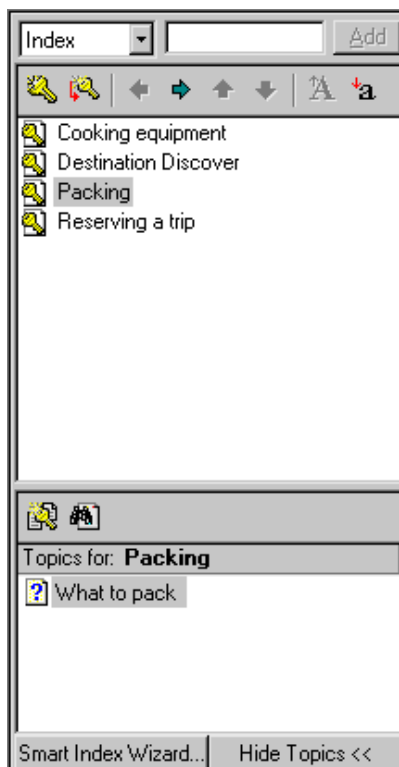 Index Add
Cooking equipment
Destination Discover
Packing
Reserving a trip
Topics for: Packing
What to pack
Smart Index Wizard... Hide Topics <<